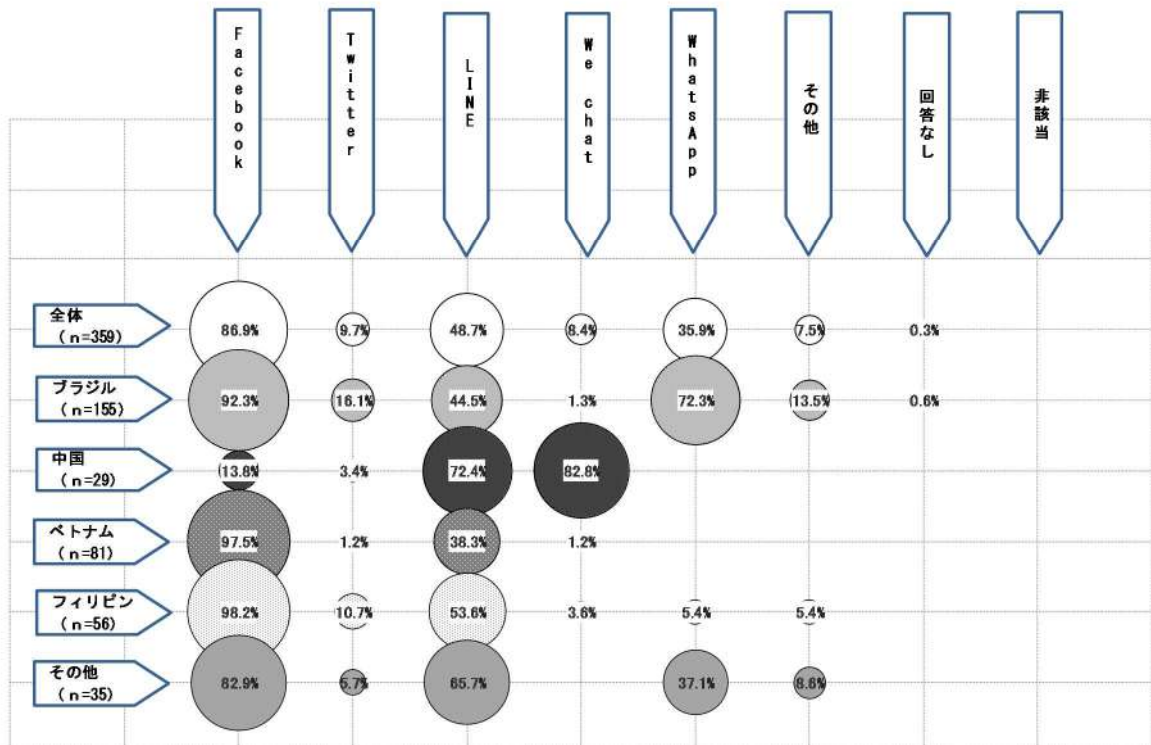 Facebook
Twitter
LINE
We chat
WhatsApp
その他
回答なし
非該当
全体
(n=359)
86.9%
9.7%
48.7%
8.4%
35.9%
7.5%
0.3%
ブラジル
(n=155)
92.3%
16.1%
44.5%
1.3%
72.3%
13.5%
0.6%
中国
(n=29)
13.8%
3.4%
72.4%
82.8%
ベトナム
(n=81)
97.5%
1.2%
38.3%
1.2%
フィリピン
(n=56)
98.2%
10.7%
53.6%
3.6%
5.4%
5.4%
その他
(n=35)
82.9%
5.7%
65.7%
37.1%
8.6%